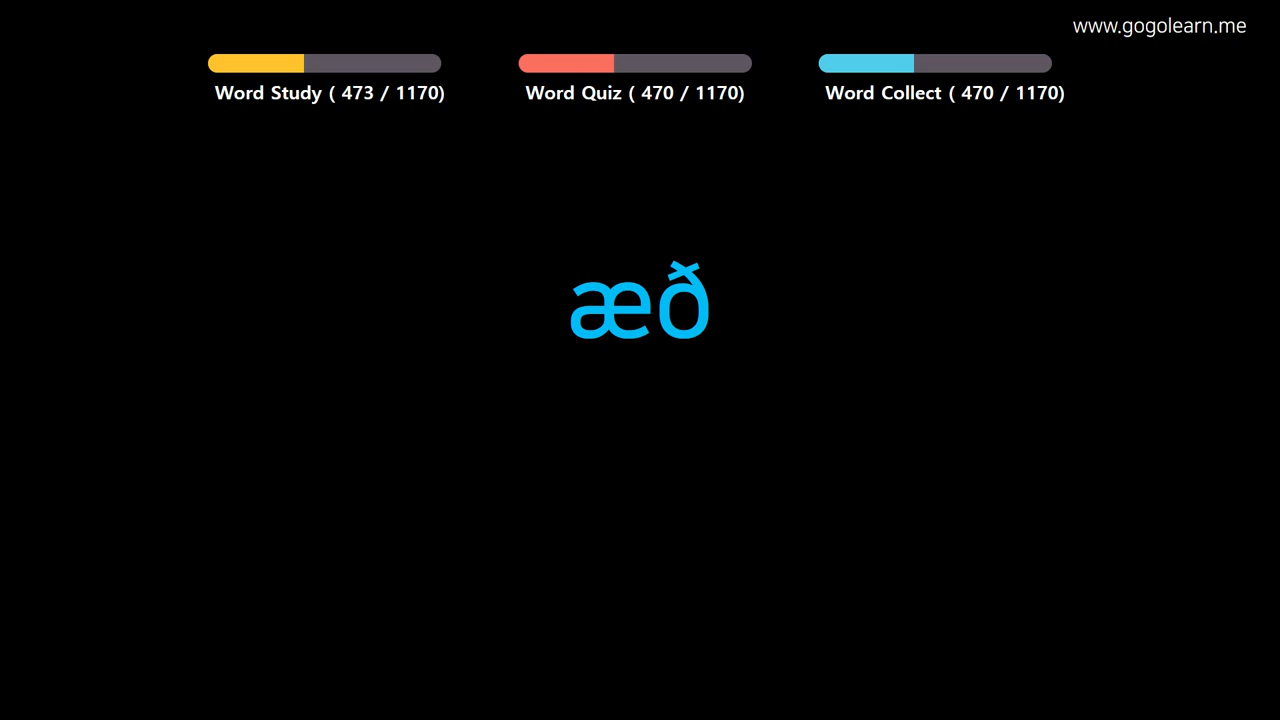 www.gogolearn.me
Word Study ( 473 / 1170)
Word Quiz ( 470 / 1170)
Word Collect ( 470 / 1170)
æð